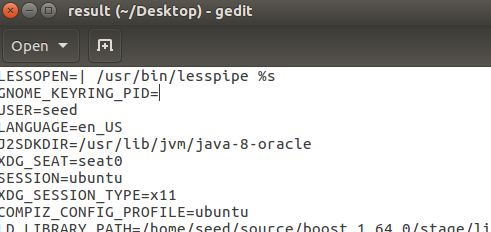 result (~/Desktop) - gedit
Open
LESSOPEN=| /usr/bin/lesspipe %s
GNOME_KEYRING_PID=
USER=seed
LANGUAGE=en_US
J2SDKDIR=/usr/lib/jvm/java-8-oracle
XDG_SEAT=seat0
SESSION=ubuntu
XDG_SESSION_TYPE=x11
COMPIZ_CONFIG_PROFILE=ubuntu
LD_LIBRARY_PATH=/home/seed/source/boost_1_64_0/stage/li